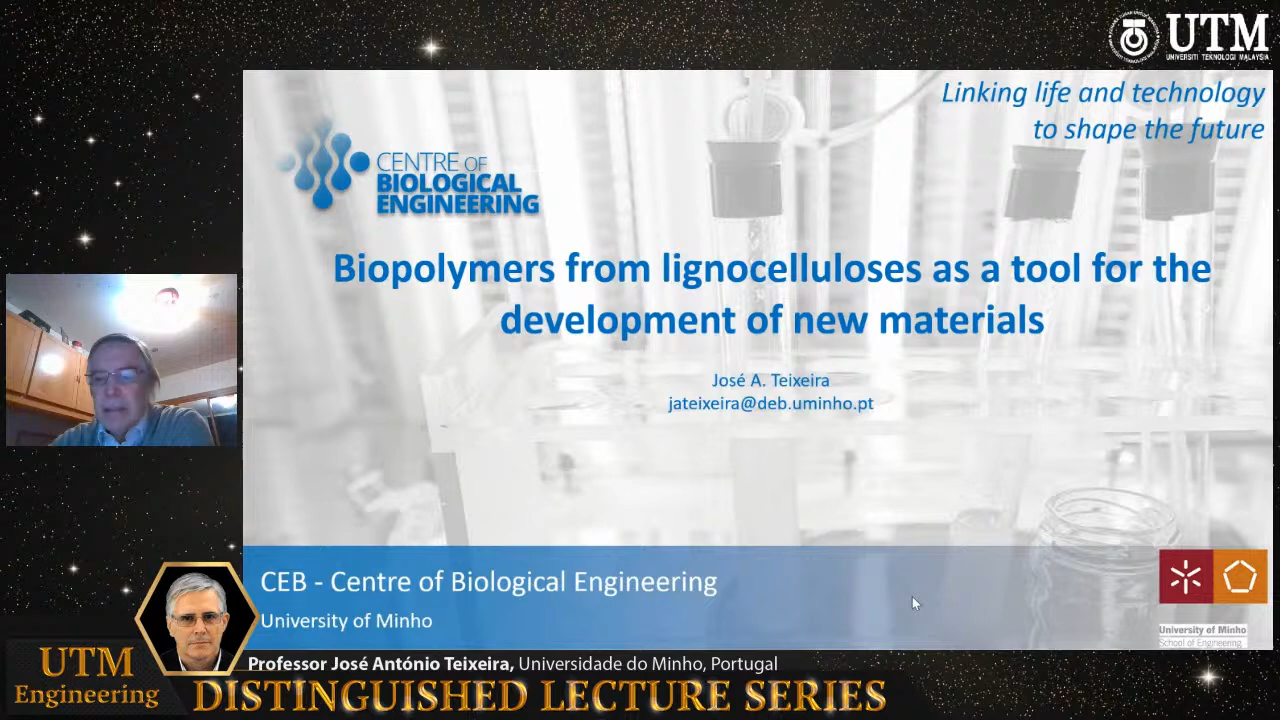 UTM
UNIVERSITI TEKNOLOGI MALAYSIA
Linking life and technology
to shape the future
CENTRE OF
BIOLOGICAL
ENGINEERING
Biopolymers from lignocelluloses as a tool for the
development of new materials
José A. Teixeira
jateixeira@deb.uminho.pt
CEB - Centre of Biological Engineering
University of Minho
University of Minho
School of Engineering
Professor José António Teixeira, Universidade do Minho, Portugal
UTM
Engineering
DISTINGUISHED LECTURE SERIES